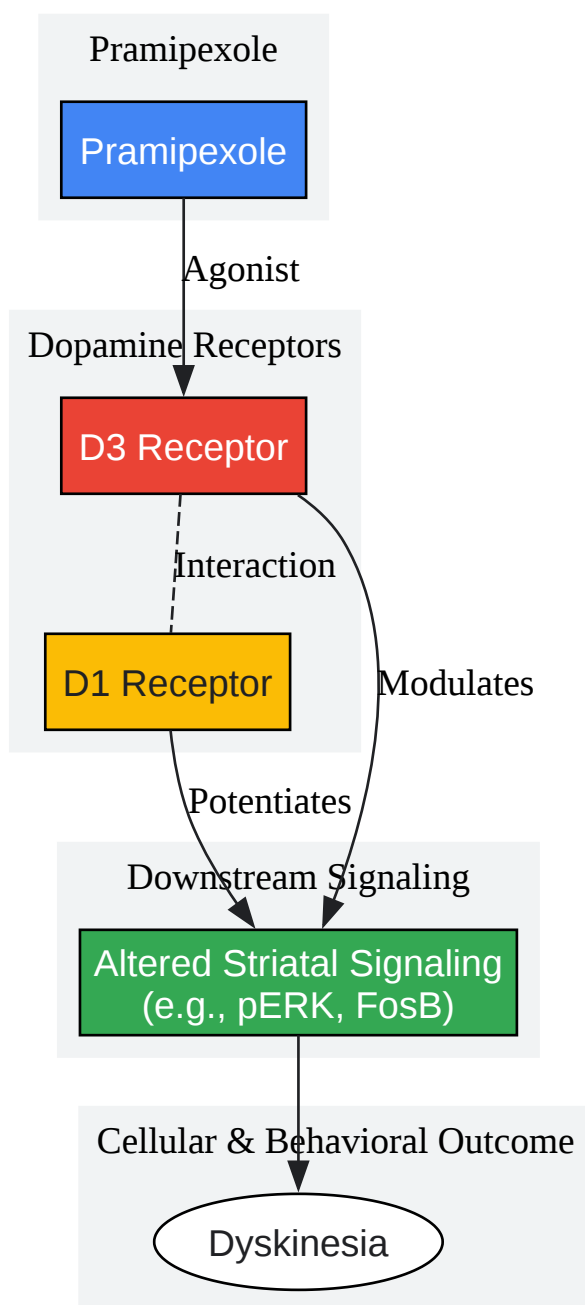 Pramipexole
Pramipexole
Agonist
Dopamine Receptors
D3 Receptor
Interaction
D1 Receptor
Modulates
Potentiates
Downstream Signaling
Altered Striatal Signaling
(e.g., pERK, FosB)
Cellular & Behavioral Outcome
Dyskinesia